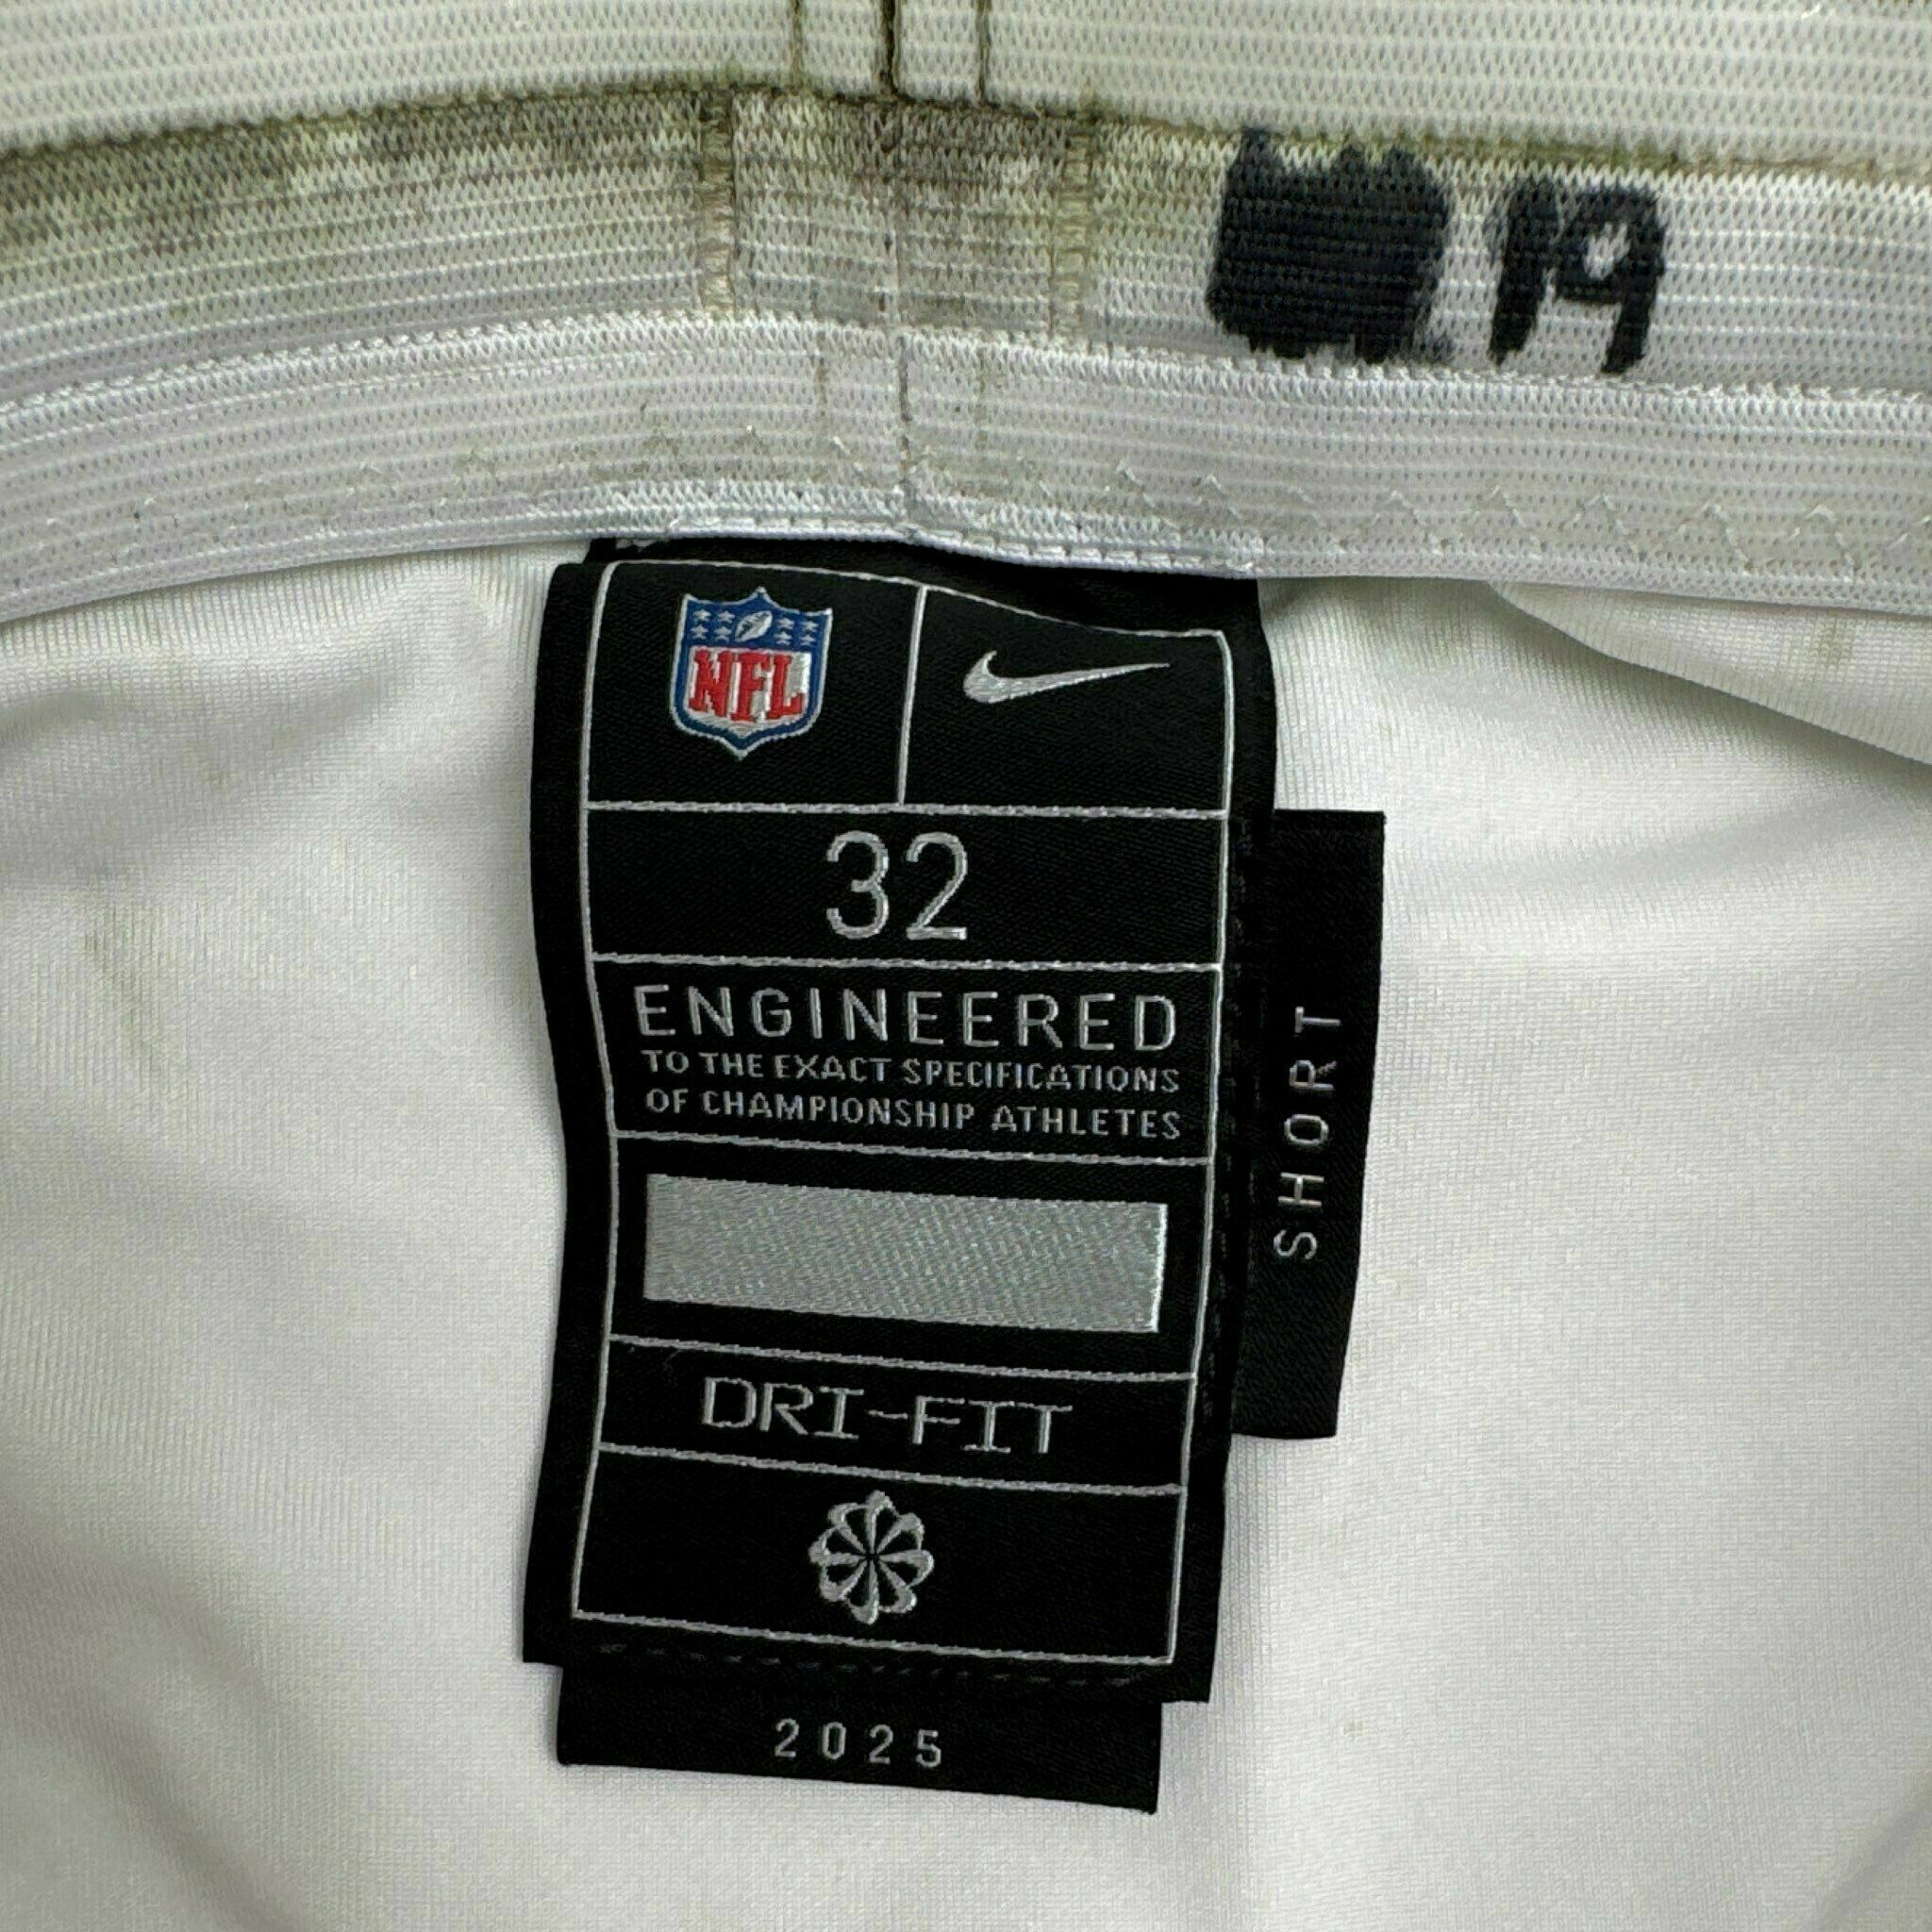 19
NFL
32
ENGINEERED
TO THE EXACT SPECIFICATIONS
OF CHAMPIONSHIP ATHLETES
SHORT
DRI-FIT
2025